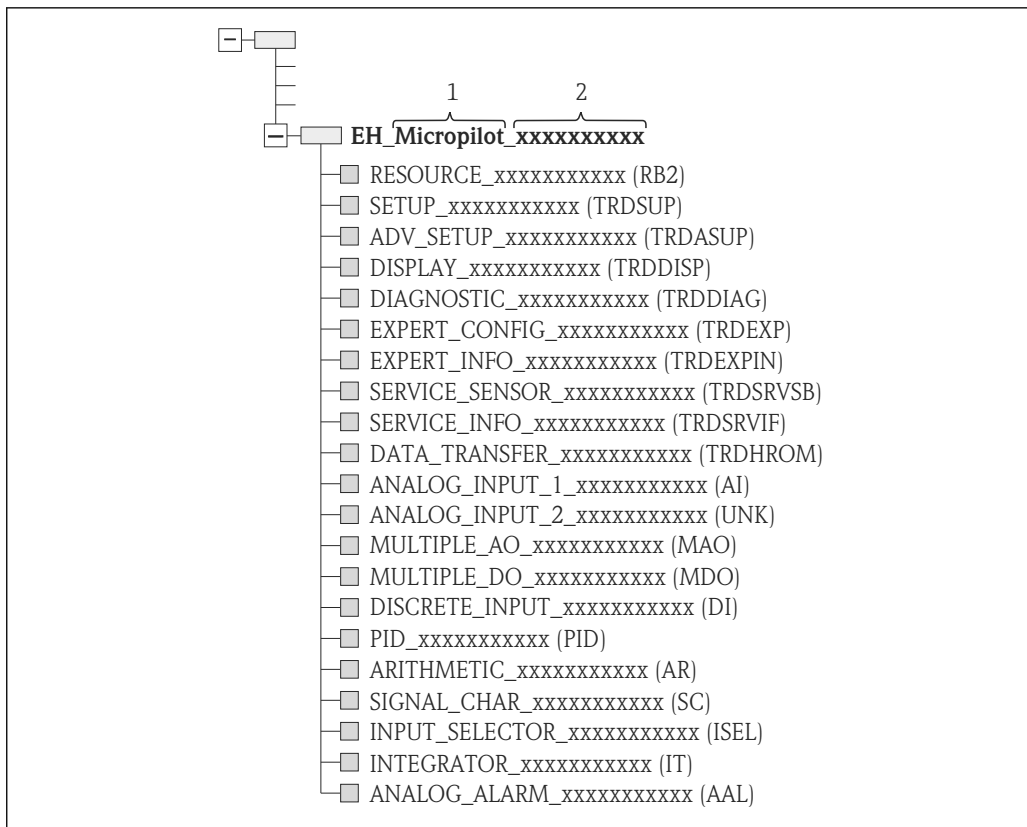 1 2
EH_Micropilot_xxxxxxxxxx
RESOURCE_xxxxxxxxxxx (RB2)
SETUP_xxxxxxxxxxx (TRDSUP)
ADV_SETUP_xxxxxxxxxxx (TRDASUP)
DISPLAY_xxxxxxxxxxx (TRDDISP)
DIAGNOSTIC_xxxxxxxxxxx (TRDDIAG)
EXPERT_CONFIG_xxxxxxxxxxx (TRDEXP)
EXPERT_INFO_xxxxxxxxxxx (TRDEXPIN)
SERVICE_SENSOR_xxxxxxxxxxx (TRDSRVSB)
SERVICE_INFO_xxxxxxxxxxx (TRDSRVIF)
DATA_TRANSFER_xxxxxxxxxxx (TRDHROM)
ANALOG_INPUT_1_xxxxxxxxxxx (AI)
ANALOG_INPUT_2_xxxxxxxxxxx (UNK)
MULTIPLE_AO_xxxxxxxxxxx (MAO)
MULTIPLE_DO_xxxxxxxxxxx (MDO)
DISCRETE_INPUT_xxxxxxxxxxx (DI)
PID_xxxxxxxxxxx (PID)
ARITHMETIC_xxxxxxxxxxx (AR)
SIGNAL_CHAR_xxxxxxxxxxx (SC)
INPUT_SELECTOR_xxxxxxxxxxx (ISEL)
INTEGRATOR_xxxxxxxxxxx (IT)
ANALOG_ALARM_xxxxxxxxxxx (AAL)